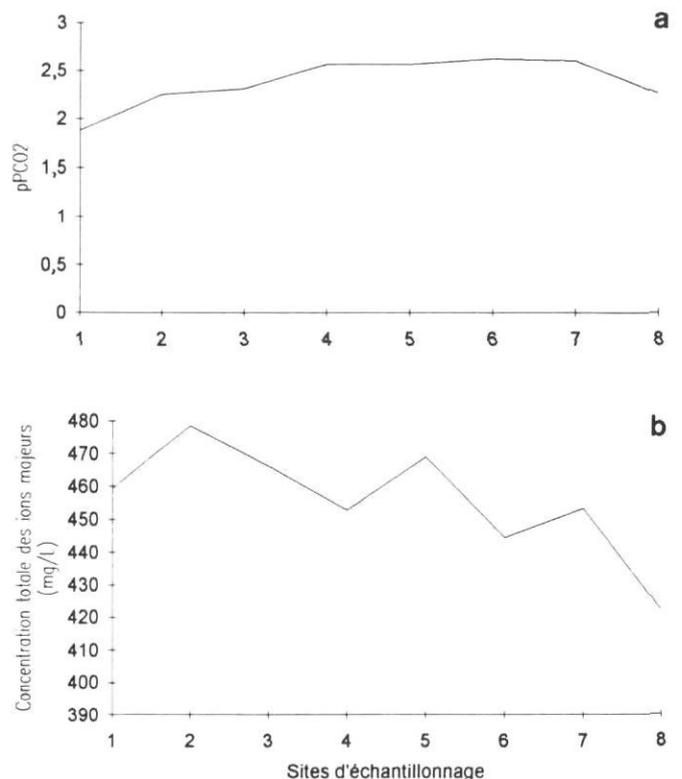 a
3
2,5
2
1,5
1
0,5
0
pPCO2
1 2 3 4 5 6 7 8
b
480
470
460
450
440
430
420
410
400
390
Concentration totale des ions majeurs
(mg/l)
1 2 3 4 5 6 7 8
Sites d'échantillonnage